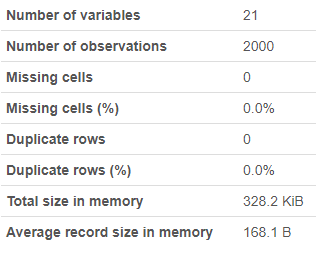 Number of variables 21
Number of observations 2000
Missing cells 0
Missing cells (%) 0.0%
Duplicate rows 0
Duplicate rows (%) 0.0%
Total size in memory 328.2 KiB
Average record size in memory 168.1 B